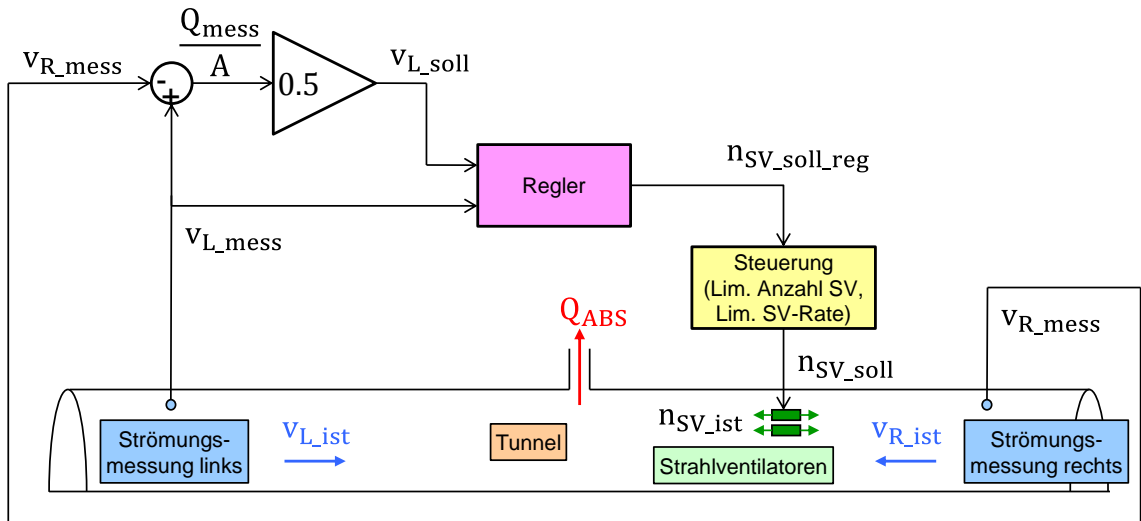 Q_mess
A
v_R_mess
-
+
0.5
v_L_soll
Regler
n_SV_soll_reg
v_L_mess
Steuerung
(Lim. Anzahl SV,
Lim. SV-Rate)
Q_ABS
v_R_mess
n_SV_soll
Strömungs-
messung links
v_L_ist
Tunnel
n_SV_ist
Strahlventilatoren
v_R_ist
Strömungs-
messung rechts